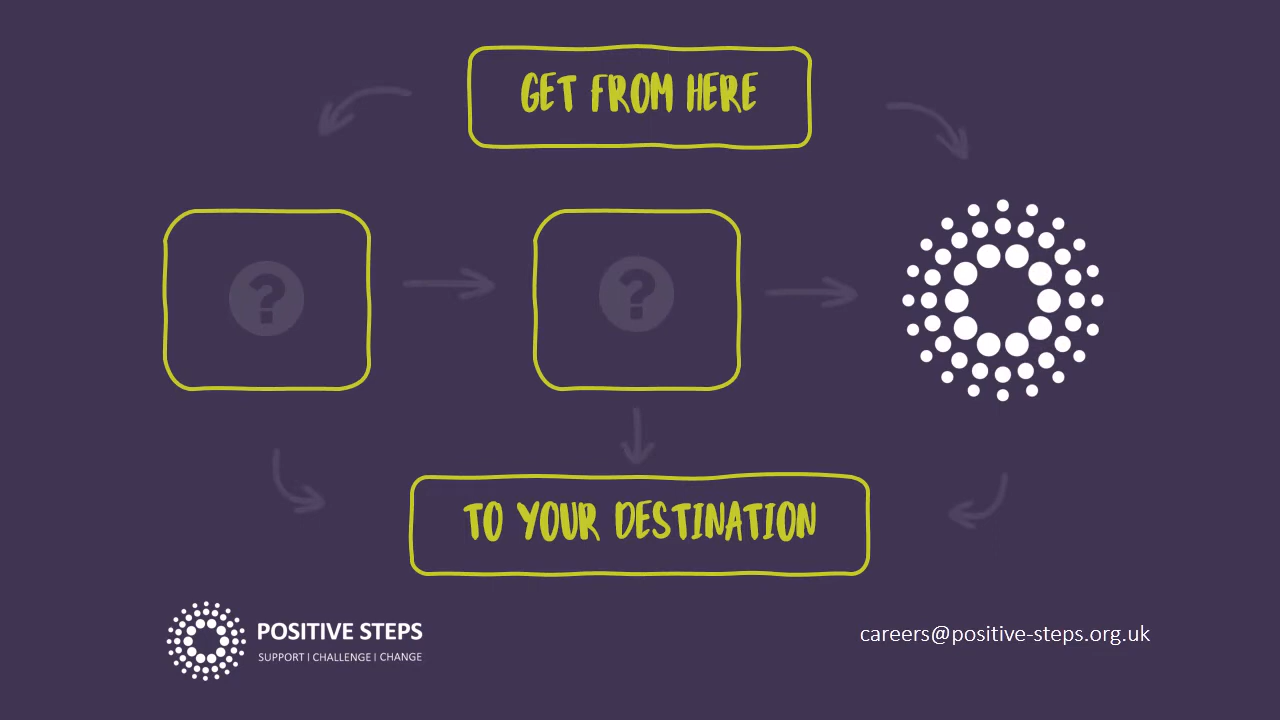 GET FROM HERE
?
?
TO YOUR DESTINATION
POSITIVE STEPS
SUPPORT | CHALLENGE | CHANGE
careers@positive-steps.org.uk